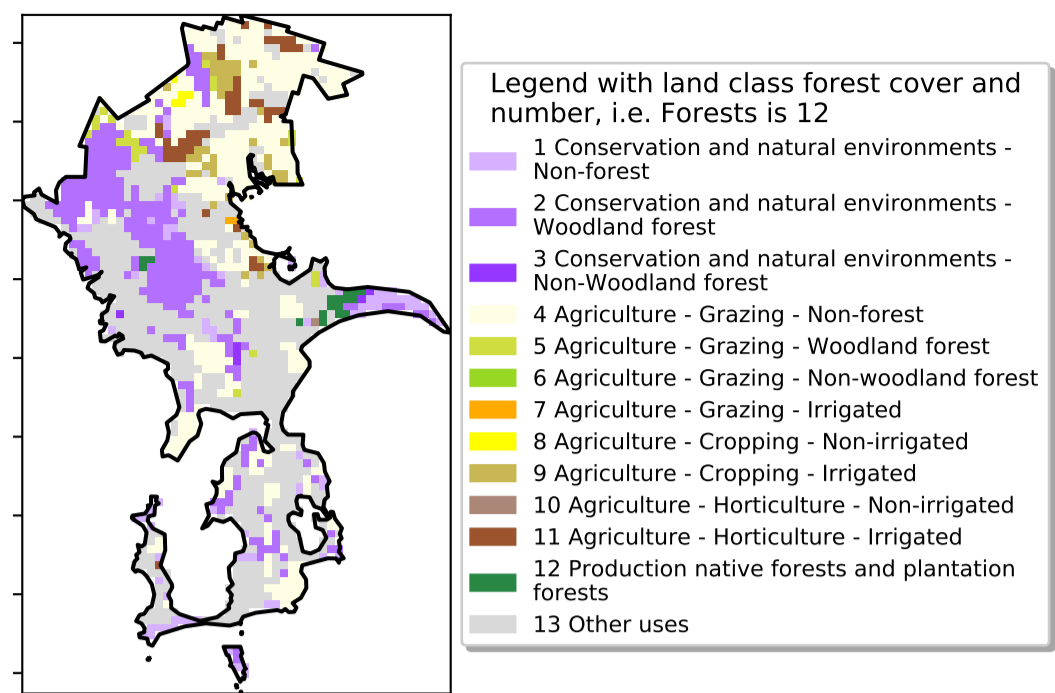 Legend with land class forest cover and
number, i.e. Forests is 12
1 Conservation and natural environments -
Non-forest
2 Conservation and natural environments -
Woodland forest
3 Conservation and natural environments -
Non-Woodland forest
4 Agriculture - Grazing - Non-forest
5 Agriculture - Grazing - Woodland forest
6 Agriculture - Grazing - Non-woodland forest
7 Agriculture - Grazing - Irrigated
8 Agriculture - Cropping - Non-irrigated
9 Agriculture - Cropping - Irrigated
10 Agriculture - Horticulture - Non-irrigated
11 Agriculture - Horticulture - Irrigated
12 Production native forests and plantation
forests
13 Other uses